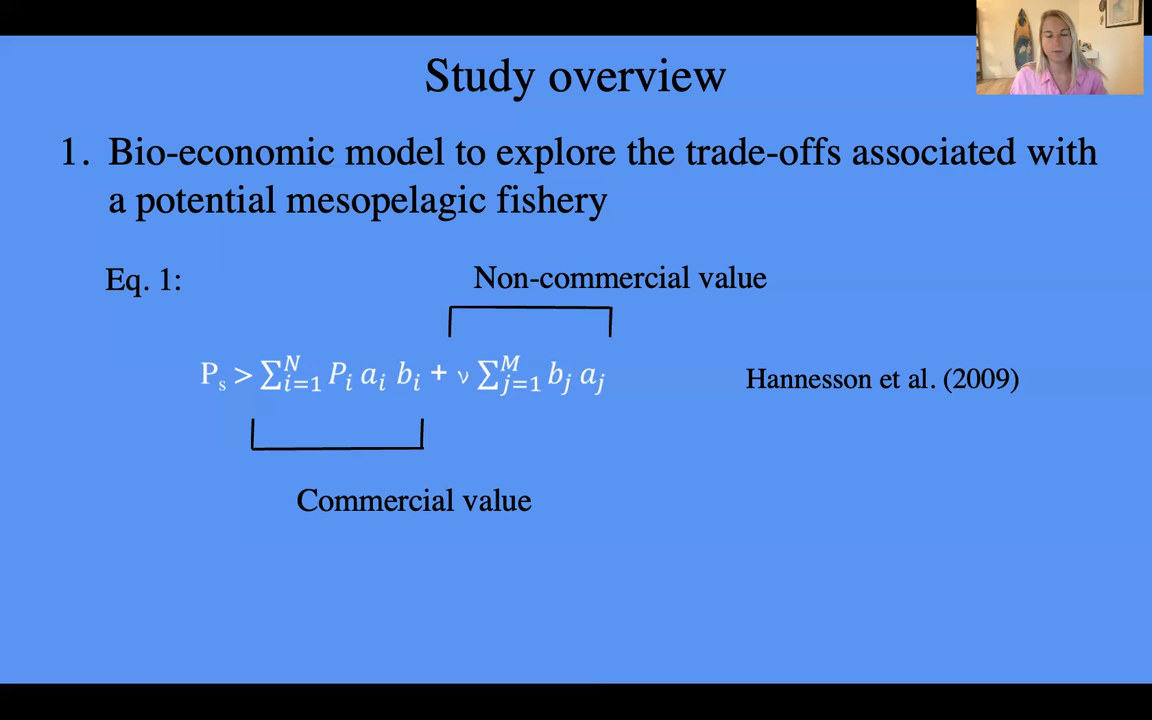 Study overview
1. Bio-economic model to explore the trade-offs associated with
a potential mesopelagic fishery
Eq. 1:
Non-commercial value
Pₛ > ∑ᵢ₌₁ᴺ Pᵢ aᵢ bᵢ + ν ∑ⱼ₌₁ᴹ bⱼ aⱼ
Hannesson et al. (2009)
Commercial value